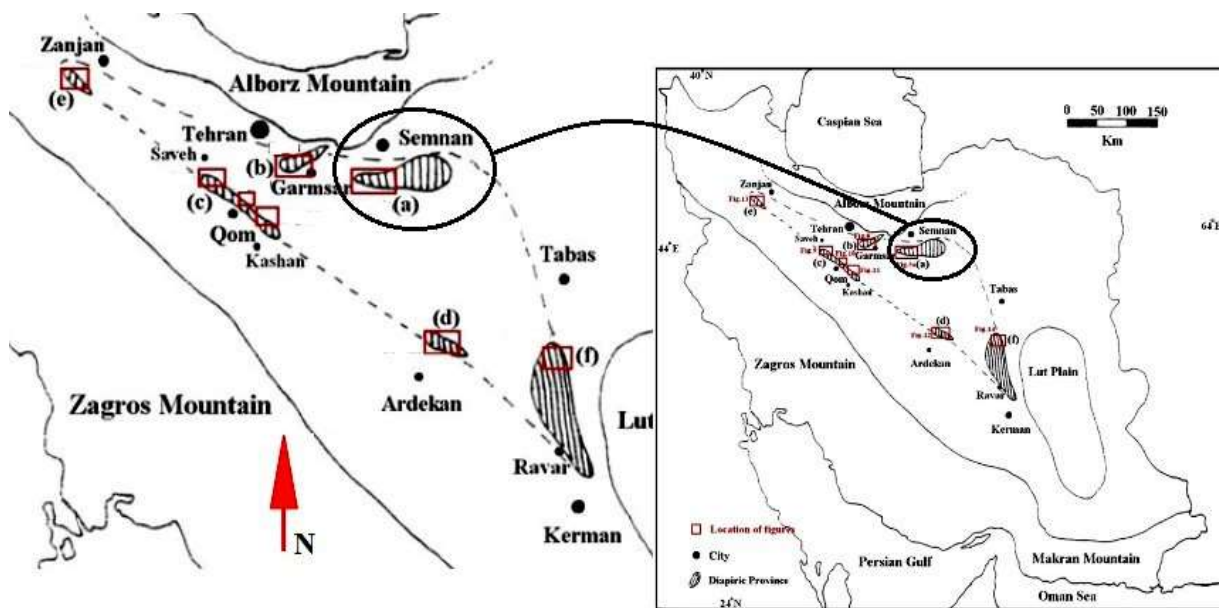 Zanjan
(e)
Alborz Mountain
Tehran
Semnan
Saveh
(b)
Garmsar
(a)
(c)
Qom
Kashan
Tabas
(d)
(f)
Ardekan
Zagros Mountain
Lut
Ravar
Kerman
N
40°N
0 50 100 150
Km
Caspian Sea
Zanjan
(e)
Alborz Mountain
Tehran
Semnan
64°E
Saveh
(b)
Garmsar
(a)
44°E
(c)
Qom
Kashan
Tabas
(d)
(f)
Ardekan
Lut Plain
Zagros Mountain
Ravar
Kerman
Location of figures
City
Diapiric Province
Persian Gulf
Makran Mountain
Oman Sea
24°N